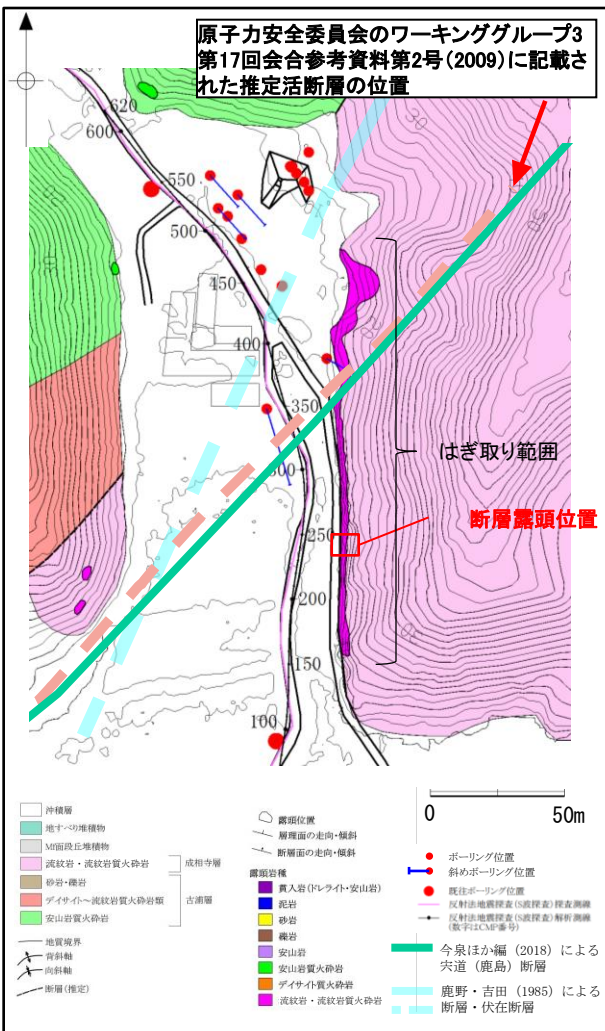 原子力安全委員会のワーキンググループ3
第17回会合参考資料第2号(2009)に記載さ
れた推定活断層の位置
620
600
550
500
450
400
350
300
250
200
150
100
はぎ取り範囲
断層露頭位置
0 50m
沖積層
地すべり堆積物
M1面段丘堆積物
流紋岩・流紋岩質火砕岩 成相寺層
砂岩・礫岩
デイサイト～流紋岩質火砕岩類 古浦層
安山岩質火砕岩
地質境界
背斜軸
向斜軸
断層(推定)
露頭位置
層理面の走向・傾斜
断層面の走向・傾斜
露頭岩種
貫入岩(ドレライト・安山岩)
泥岩
砂岩
礫岩
安山岩
安山岩質火砕岩
デイサイト質火砕岩
流紋岩・流紋岩質火砕岩
ボーリング位置
斜めボーリング位置
既往ボーリング位置
反射法地震探査(S波探査)探査測線
反射法地震探査(S波探査)解析測線
(数字はCMP番号)
今泉ほか編(2018)による
宍道(鹿島)断層
鹿野・吉田(1985)による
断層・伏在断層